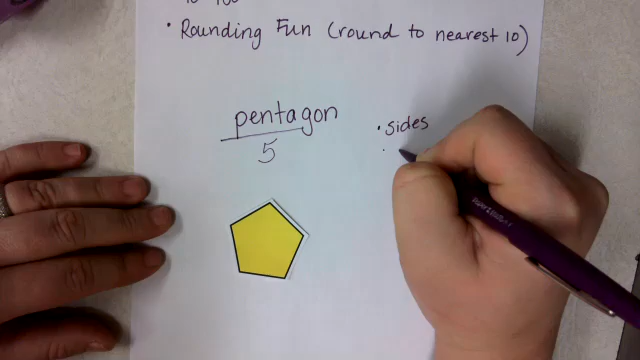 • Rounding Fun (round to nearest 10)
pentagon
5
• sides
•